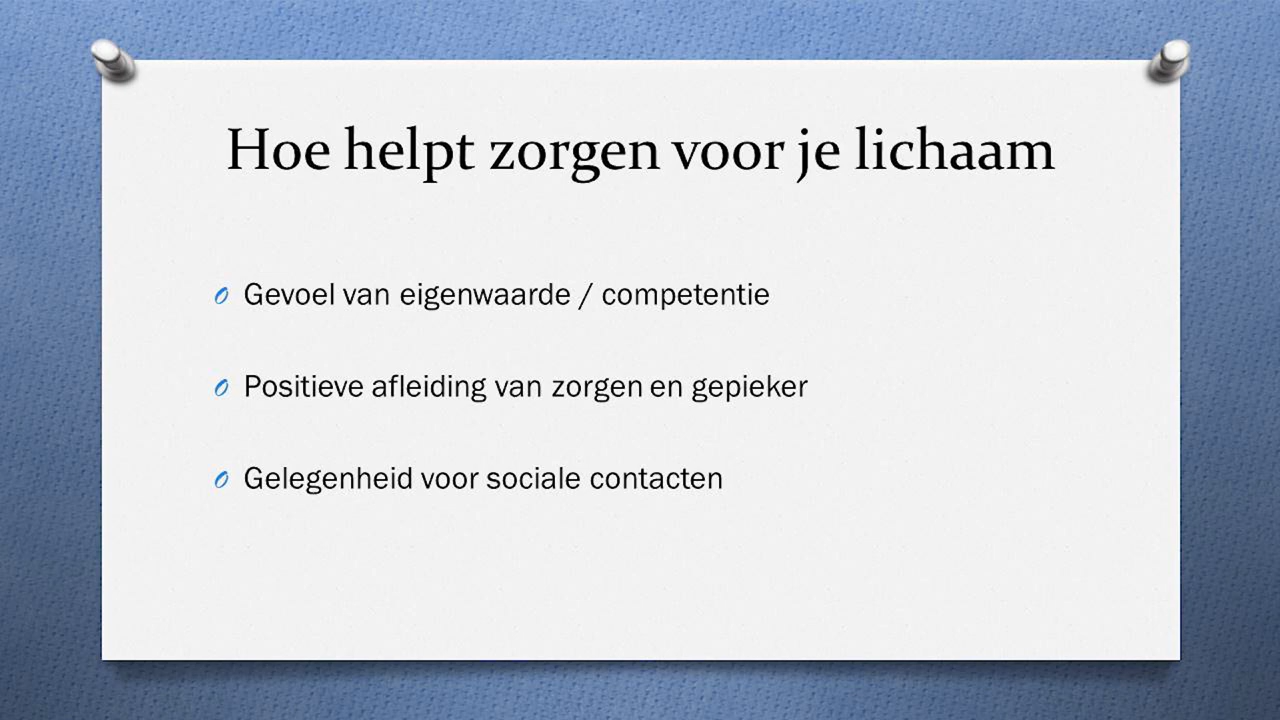 Hoe helpt zorgen voor je lichaam
Gevoel van eigenwaarde / competentie
Positieve afleiding van zorgen en gepieker
Gelegenheid voor sociale contacten